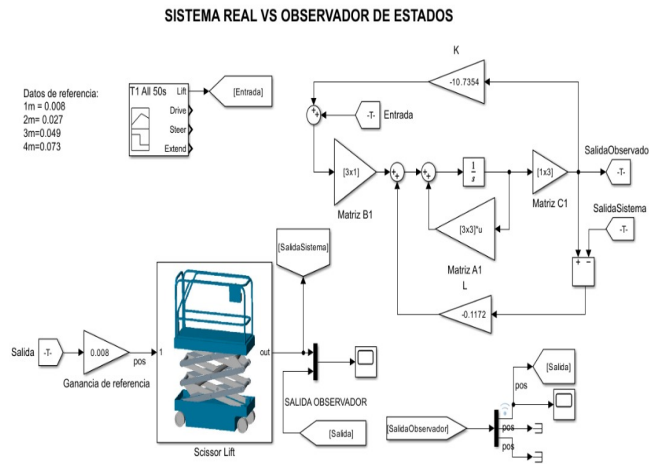 SISTEMA REAL VS OBSERVADOR DE ESTADOS
Datos de referencia:
1m = 0.008
2m= 0.027
3m=0.049
4m=0.073
T1 All 50s
Lift
Drive
Steer
Extend
[Entrada]
K
-10.7354
-T-
Entrada
[3x1]
Matriz B1
1
s
[1x3]
Matriz C1
SalidaObservado
-T-
SalidaSistema
-T-
[3x3]*u
Matriz A1
L
-0.1172
[SalidaSistema]
Salida
-T-
0.008
pos
Ganancia de referencia
1
out
Scissor Lift
SALIDA OBSERVADOR
[Salida]
[SalidaObservador]
pos
pos
pos
[Salida]